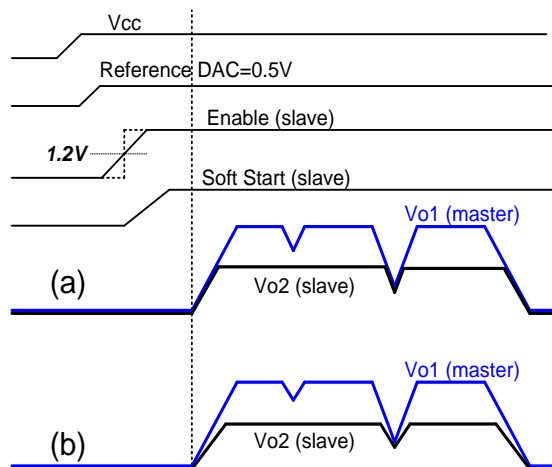 Vcc
Reference DAC=0.5V
Enable (slave)
1.2V
Soft Start (slave)
Vo1 (master)
(a)
Vo2 (slave)
Vo1 (master)
(b)
Vo2 (slave)